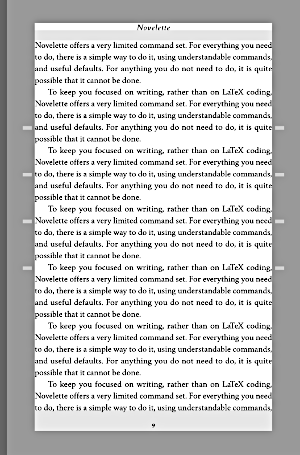 Novelette
Novelette offers a very limited command set. For everything you need
to do, there is a simple way to do it, using understandable commands,
and useful defaults. For anything you do not need to do, it is quite
possible that it cannot be done.
To keep you focused on writing, rather than on LaTeX coding,
Novelette offers a very limited command set. For everything you need
to do, there is a simple way to do it, using understandable commands,
and useful defaults. For anything you do not need to do, it is quite
possible that it cannot be done.
To keep you focused on writing, rather than on LaTeX coding,
Novelette offers a very limited command set. For everything you need
to do, there is a simple way to do it, using understandable commands,
and useful defaults. For anything you do not need to do, it is quite
possible that it cannot be done.
To keep you focused on writing, rather than on LaTeX coding,
Novelette offers a very limited command set. For everything you need
to do, there is a simple way to do it, using understandable commands,
and useful defaults. For anything you do not need to do, it is quite
possible that it cannot be done.
To keep you focused on writing, rather than on LaTeX coding,
Novelette offers a very limited command set. For everything you need
to do, there is a simple way to do it, using understandable commands,
and useful defaults. For anything you do not need to do, it is quite
possible that it cannot be done.
To keep you focused on writing, rather than on LaTeX coding,
Novelette offers a very limited command set. For everything you need
to do, there is a simple way to do it, using understandable commands,
and useful defaults. For anything you do not need to do, it is quite
possible that it cannot be done.
To keep you focused on writing, rather than on LaTeX coding,
Novelette offers a very limited command set. For everything you need
to do, there is a simple way to do it, using understandable commands,
9